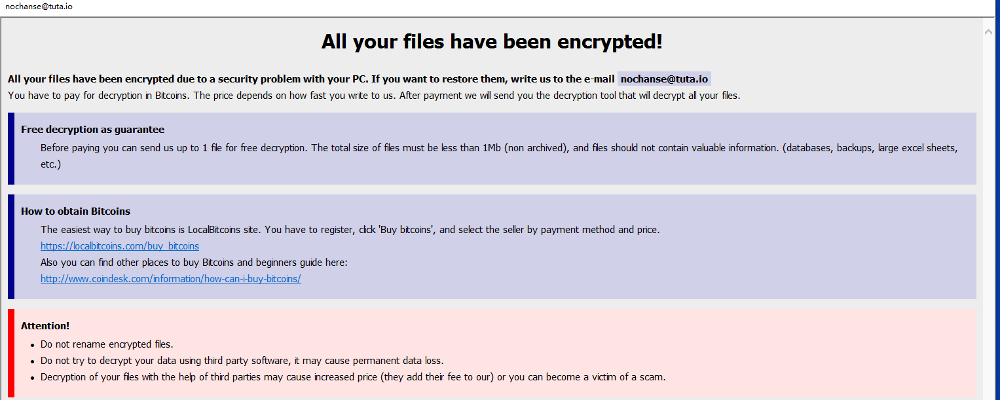 nochanse@tuta.io
All your files have been encrypted!
All your files have been encrypted due to a security problem with your PC. If you want to restore them, write us to the e-mail nochanse@tuta.io
You have to pay for decryption in Bitcoins. The price depends on how fast you write to us. After payment we will send you the decryption tool that will decrypt all your files.
Free decryption as guarantee
Before paying you can send us up to 1 file for free decryption. The total size of files must be less than 1Mb (non archived), and files should not contain valuable information. (databases, backups, large excel sheets,
etc.)
How to obtain Bitcoins
The easiest way to buy bitcoins is LocalBitcoins site. You have to register, click 'Buy bitcoins', and select the seller by payment method and price.
https://localbitcoins.com/buy_bitcoins
Also you can find other places to buy Bitcoins and beginners guide here:
http://www.coindesk.com/information/how-can-i-buy-bitcoins/
Attention!
• Do not rename encrypted files.
• Do not try to decrypt your data using third party software, it may cause permanent data loss.
• Decryption of your files with the help of third parties may cause increased price (they add their fee to our) or you can become a victim of a scam.